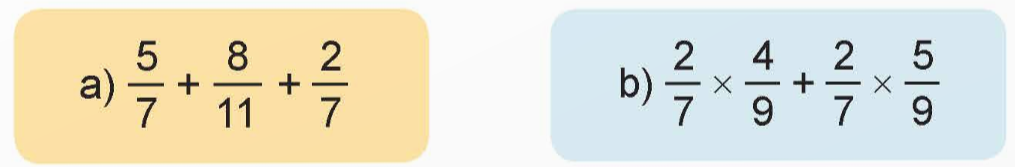 a) 5/7 + 8/11 + 2/7
b) 2/7 × 4/9 + 2/7 × 5/9